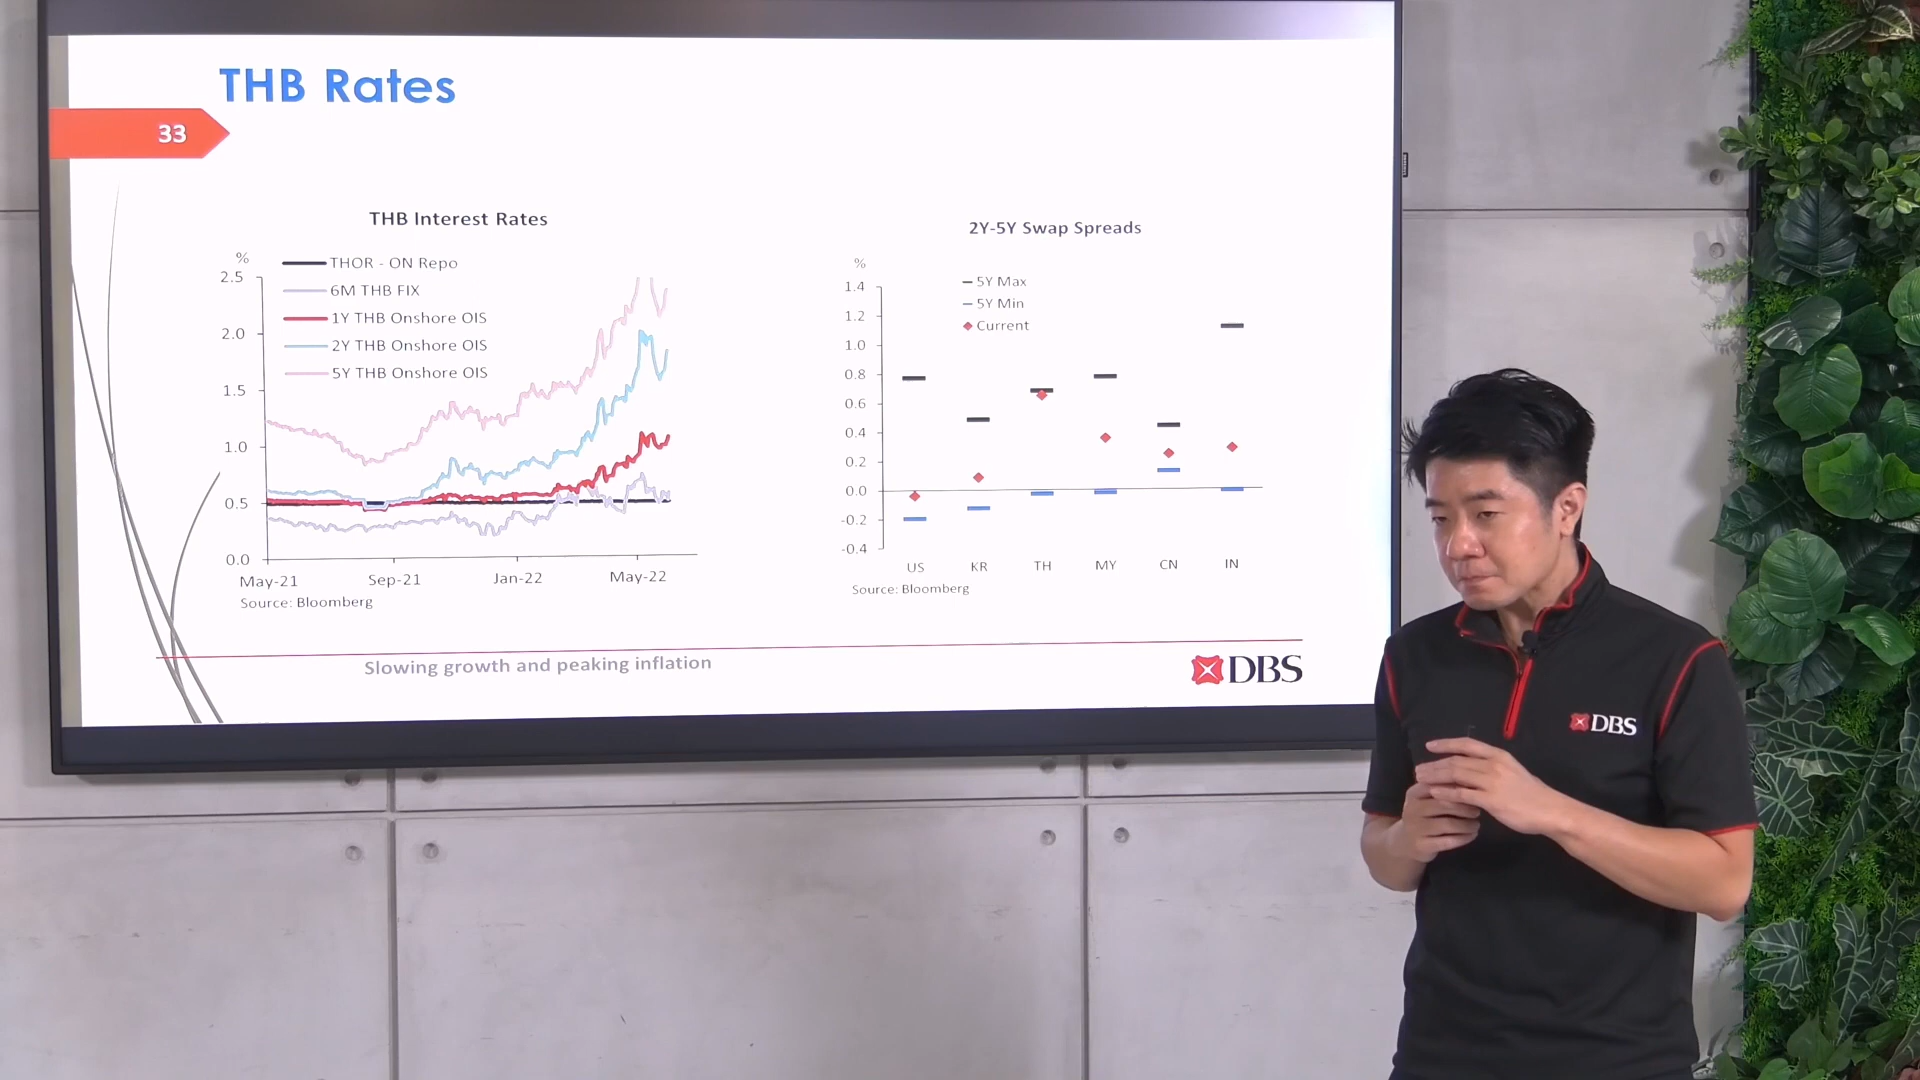 THB Rates
33
THB Interest Rates
%
2.5
2.0
1.5
1.0
0.5
0.0
THOR - ON Repo
6M THB FIX
1Y THB Onshore OIS
2Y THB Onshore OIS
5Y THB Onshore OIS
May-21
Sep-21
Jan-22
May-22
Source: Bloomberg
2Y-5Y Swap Spreads
%
1.4
1.2
1.0
0.8
0.6
0.4
0.2
0.0
-0.2
-0.4
5Y Max
5Y Min
Current
US
KR
TH
MY
CN
IN
Source: Bloomberg
Slowing growth and peaking inflation
DBS
DBS